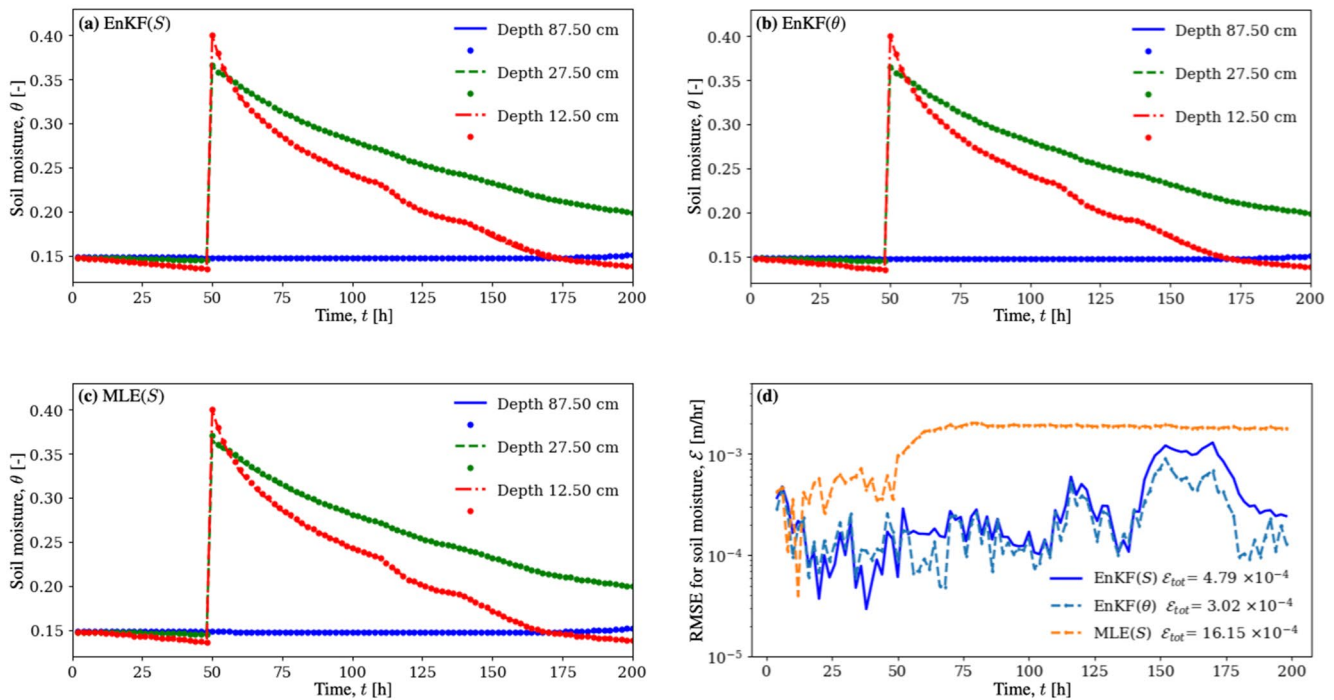 (a) EnKF(S)
Depth 87.50 cm
Depth 27.50 cm
Depth 12.50 cm
Soil moisture, θ [-]
0.40
0.35
0.30
0.25
0.20
0.15
0 25 50 75 100 125 150 175 200
Time, t [h]
(b) EnKF(θ)
Depth 87.50 cm
Depth 27.50 cm
Depth 12.50 cm
Soil moisture, θ [-]
0.40
0.35
0.30
0.25
0.20
0.15
0 25 50 75 100 125 150 175 200
Time, t [h]
(c) MLE(S)
Depth 87.50 cm
Depth 27.50 cm
Depth 12.50 cm
Soil moisture, θ [-]
0.40
0.35
0.30
0.25
0.20
0.15
0 25 50 75 100 125 150 175 200
Time, t [h]
(d)
RMSE for soil moisture, ℰ [m/hr]
10⁻³
10⁻⁴
10⁻⁵
EnKF(S) ℰtot= 4.79 ×10−4
EnKF(θ) ℰtot= 3.02 ×10−4
MLE(S) ℰtot= 16.15 ×10−4
0 25 50 75 100 125 150 175 200
Time, t [h]